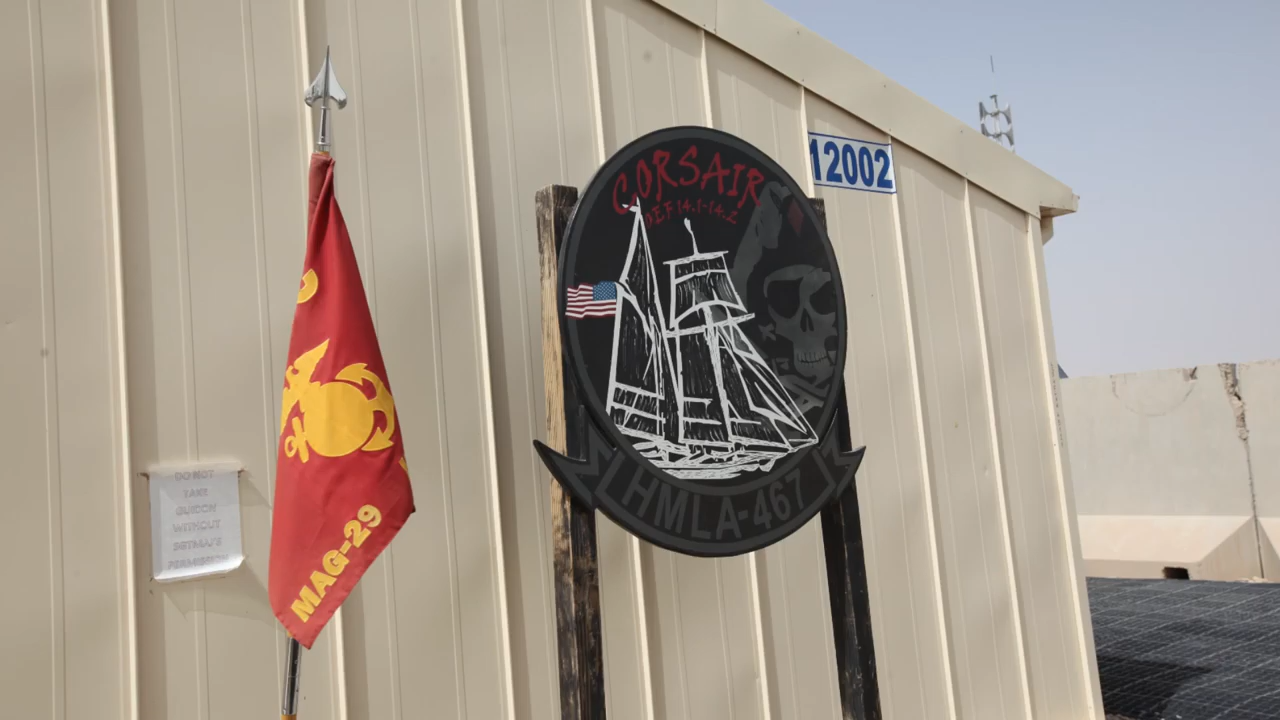 DO NOT
TAKE
GUIDON
WITHOUT
SGTMAJ'S
PERMISSION
MAG-29
CORSAIR
OEF 14.1-14.2
HMLA-467
12002